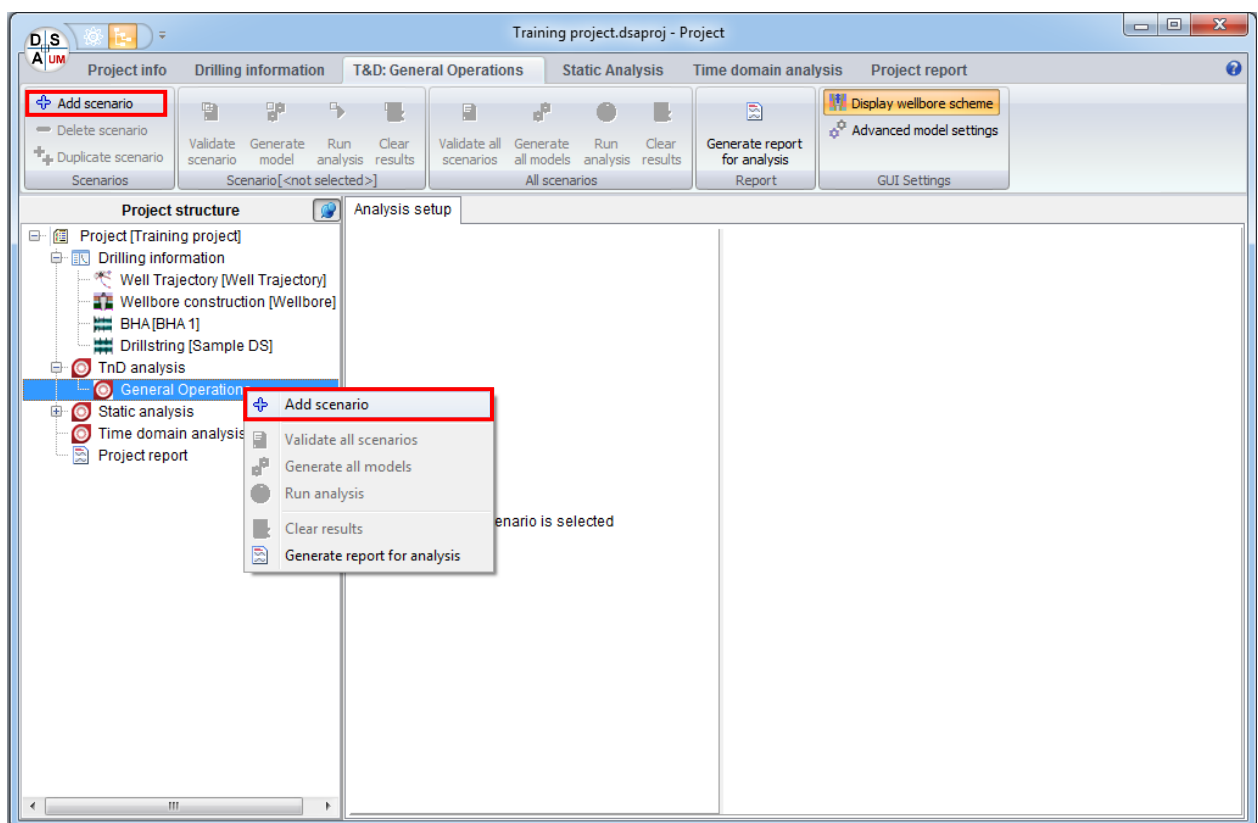 Training project.dsaproj - Project
D S
A UM
Project info
Drilling information
T&D: General Operations
Static Analysis
Time domain analysis
Project report
Add scenario
Delete scenario
Duplicate scenario
Scenarios
Validate
scenario
Generate
model
Run
analysis
Clear
results
Scenario[<not selected>]
Validate all
scenarios
Generate
all models
Run
analysis
Clear
results
All scenarios
Generate report
for analysis
Report
Display wellbore scheme
Advanced model settings
GUI Settings
Project structure
Analysis setup
Project [Training project]
Drilling information
Well Trajectory [Well Trajectory]
Wellbore construction [Wellbore]
BHA [BHA 1]
Drillstring [Sample DS]
TnD analysis
General Operation
Static analysis
Time domain analysis
Project report
Add scenario
Validate all scenarios
Generate all models
Run analysis
Clear results
Generate report for analysis
enario is selected